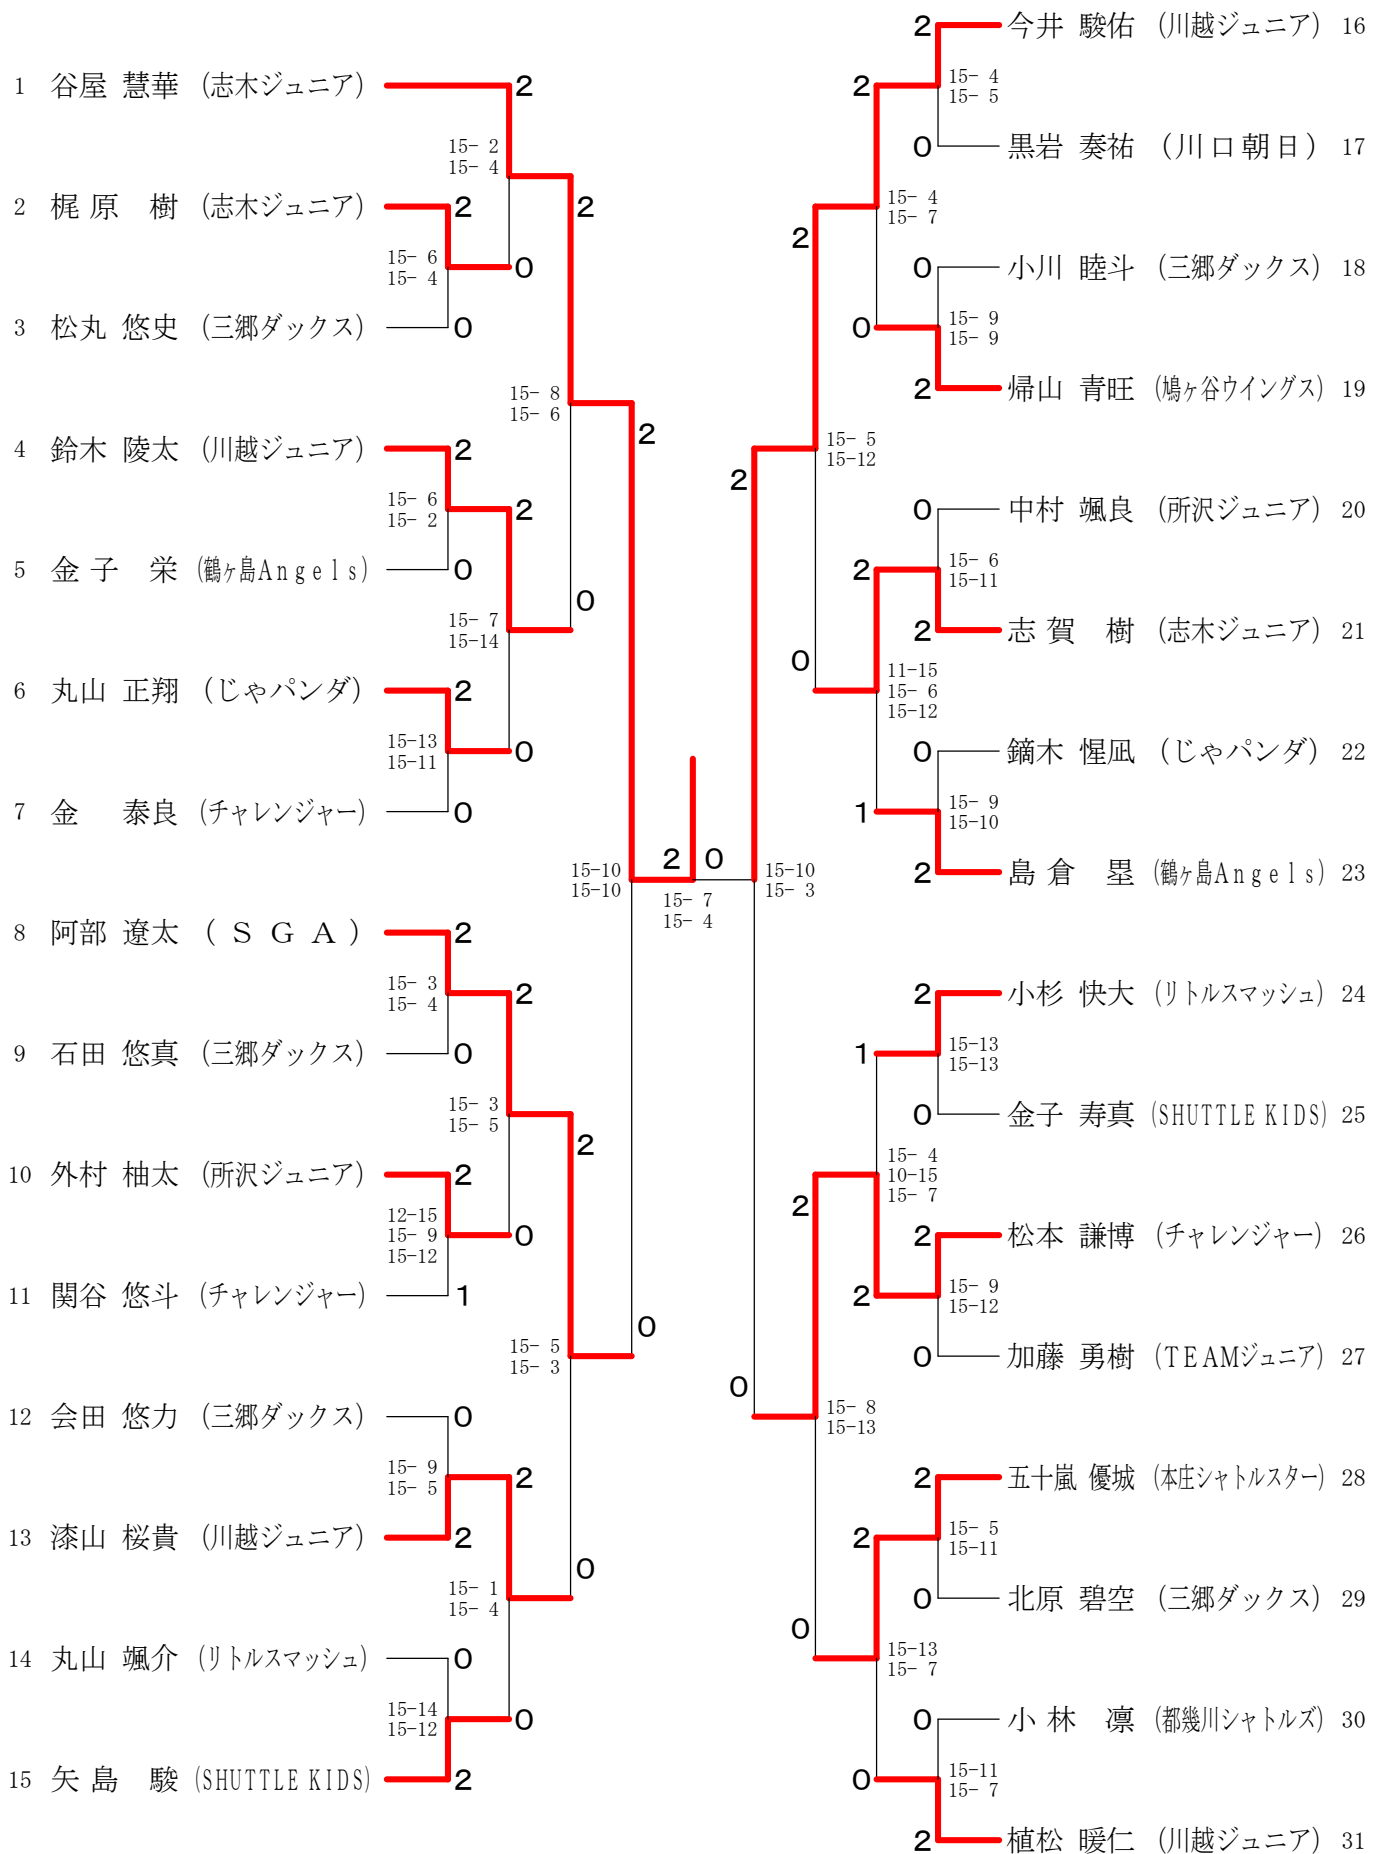 1 谷屋 慧華 (志木ジュニア) 2
15- 2
15- 4
2
2 梶原 樹 (志木ジュニア) 2
15- 6
15- 4
0
3 松丸 悠史 (三郷ダックス) 0
15- 8
15- 6
2
4 鈴木 陵太 (川越ジュニア) 2
15- 6
15- 2
2
5 金子 栄 (鶴ヶ島Angels) 0
0
15- 7
15-14
6 丸山 正翔 (じゃパンダ) 2
15-13
15-11
0
7 金 泰良 (チャレンジャー) 0
15-10
15-10
8 阿部 遼太 (SGA) 2
15- 3
15- 4
2
9 石田 悠真 (三郷ダックス) 0
15- 3
15- 5
2
10 外村 柚太 (所沢ジュニア) 2
12-15
15- 9
15-12
0
11 関谷 悠斗 (チャレンジャー) 1
15- 5
15- 3
0
12 会田 悠力 (三郷ダックス) 0
15- 9
15- 5
2
13 漆山 桜貴 (川越ジュニア) 2
0
15- 1
15- 4
14 丸山 颯介 (リトルスマッシュ) 0
15-14
15-12
0
15 矢島 駿 (SHUTTLE KIDS) 2
2 0
15- 7
15- 4
2 今井 駿佑 (川越ジュニア) 16
2
15- 4
15- 5
0 黒岩 奏祐 (川口朝日) 17
2
15- 4
15- 7
0 小川 睦斗 (三郷ダックス) 18
0
15- 9
15- 9
2 帰山 青旺 (鳩ヶ谷ウイングス) 19
2
15- 5
15-12
0 中村 颯良 (所沢ジュニア) 20
2
15- 6
15-11
2 志賀 樹 (志木ジュニア) 21
0
11-15
15- 6
15-12
0 鏑木 惺凪 (じゃパンダ) 22
1
15- 9
15-10
2 島倉 塁 (鶴ヶ島Angels) 23
15-10
15- 3
2 小杉 快大 (リトルスマッシュ) 24
1
15-13
15-13
0 金子 寿真 (SHUTTLE KIDS) 25
2
15- 4
10-15
15- 7
2 松本 謙博 (チャレンジャー) 26
2
15- 9
15-12
0 加藤 勇樹 (TEAMジュニア) 27
0
15- 8
15-13
2 五十嵐 優城 (本庄シャトルスター) 28
2
15- 5
15-11
0 北原 碧空 (三郷ダックス) 29
0
15-13
15- 7
0 小林 凛 (都幾川シャトルズ) 30
0
15-11
15- 7
2 植松 暖仁 (川越ジュニア) 31